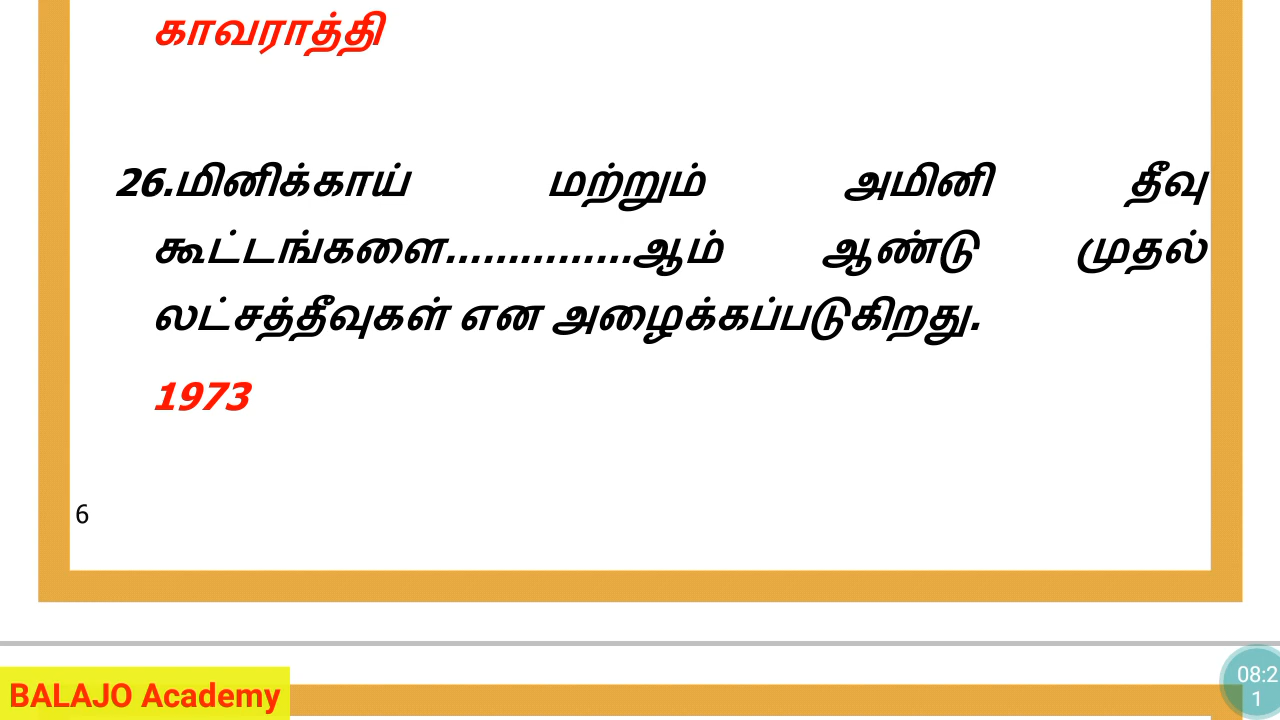 காவராத்தி
26.மினிக்காய் மற்றும் அமினி தீவு
கூட்டங்களை...............ஆம் ஆண்டு முதல்
லட்சத்தீவுகள் என அழைக்கப்படுகிறது.
1973
6
BALAJO Academy
08:2
1